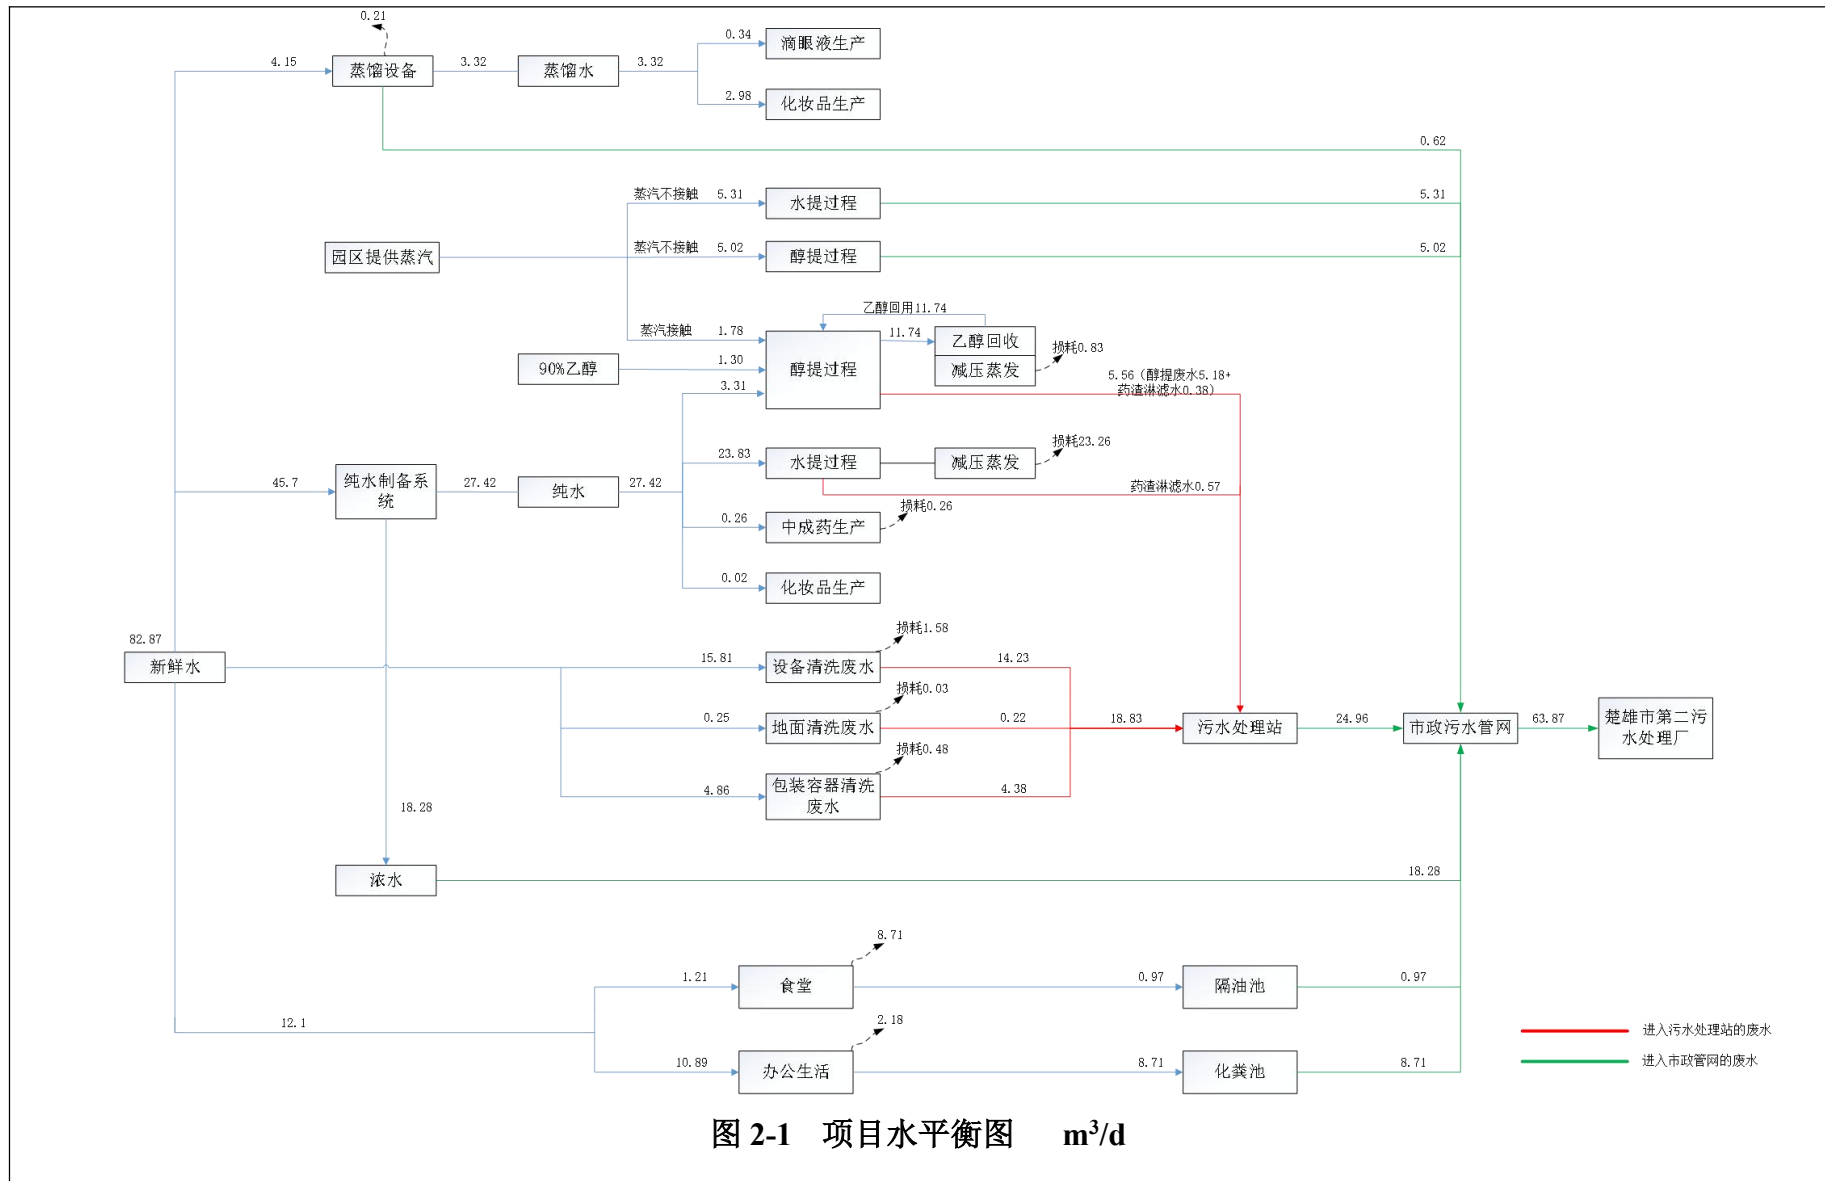 0.21
4.15
蒸馏设备
3.32
蒸馏水
3.32
0.34
滴眼液生产
2.98
化妆品生产
0.62
蒸汽不接触
5.31
水提过程
5.31
园区提供蒸汽
蒸汽不接触
5.02
醇提过程
5.02
乙醇回用11.74
蒸汽接触
1.78
11.74
乙醇回收
损耗0.83
90%乙醇
1.30
醇提过程
减压蒸发
3.31
5.56（醇提废水5.18+
药渣淋滤水0.38）
45.7
纯水制备系
统
27.42
纯水
27.42
23.83
水提过程
减压蒸发
损耗23.26
药渣淋滤水0.57
0.26
中成药生产
损耗0.26
0.02
化妆品生产
82.87
新鲜水
15.81
设备清洗废水
损耗1.58
14.23
0.25
地面清洗废水
损耗0.03
0.22
18.83
污水处理站
24.96
市政污水管网
63.87
楚雄市第二污
水处理厂
4.86
包装容器清洗
废水
损耗0.48
4.38
18.28
浓水
18.28
12.1
1.21
食堂
8.71
0.97
隔油池
0.97
10.89
办公生活
2.18
8.71
化粪池
8.71
进入污水处理站的废水
进入市政管网的废水
图 2-1 项目水平衡图 m³/d